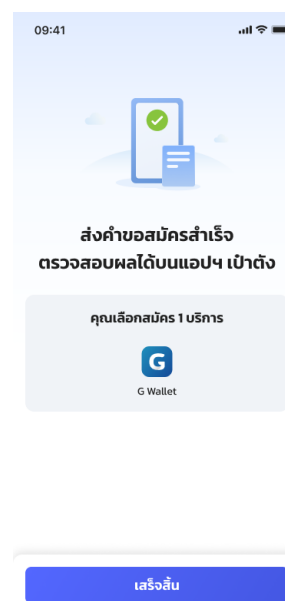 09:41
ส่งคำขอสมัครสำเร็จ
ตรวจสอบผลได้บนแอปฯ เป๋าตัง
คุณเลือกสมัคร 1 บริการ
G
G Wallet
เสร็จสิ้น